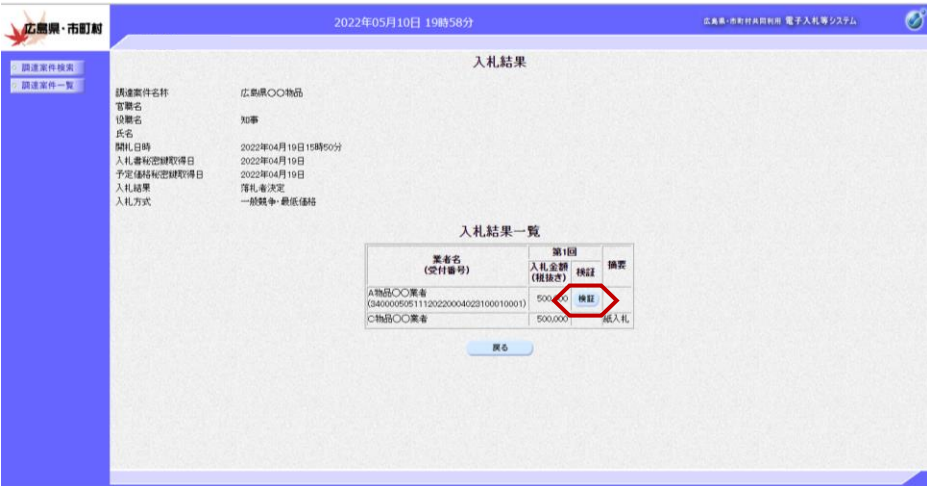 広島県・市町村
2022年05月10日 19時58分
広島県・市町村共同利用 電子入札等システム
調達案件検索
調達案件一覧
入札結果
調達案件名称 広島県〇〇物品
官職名
役職名 知事
氏名
開札日時 2022年04月19日15時50分
入札書秘密鍵取得日 2022年04月19日
予定価格秘密鍵取得日 2022年04月19日
入札結果 落札者決定
入札方式 一般競争・最低価格
入札結果一覧
業者名
(受付番号)
第1回
入札金額
(税抜き)
検証
摘要
A物品〇〇業者
(3400005051112022000402310001​0001)
検証
C物品〇〇業者 500,000 紙入札
戻る